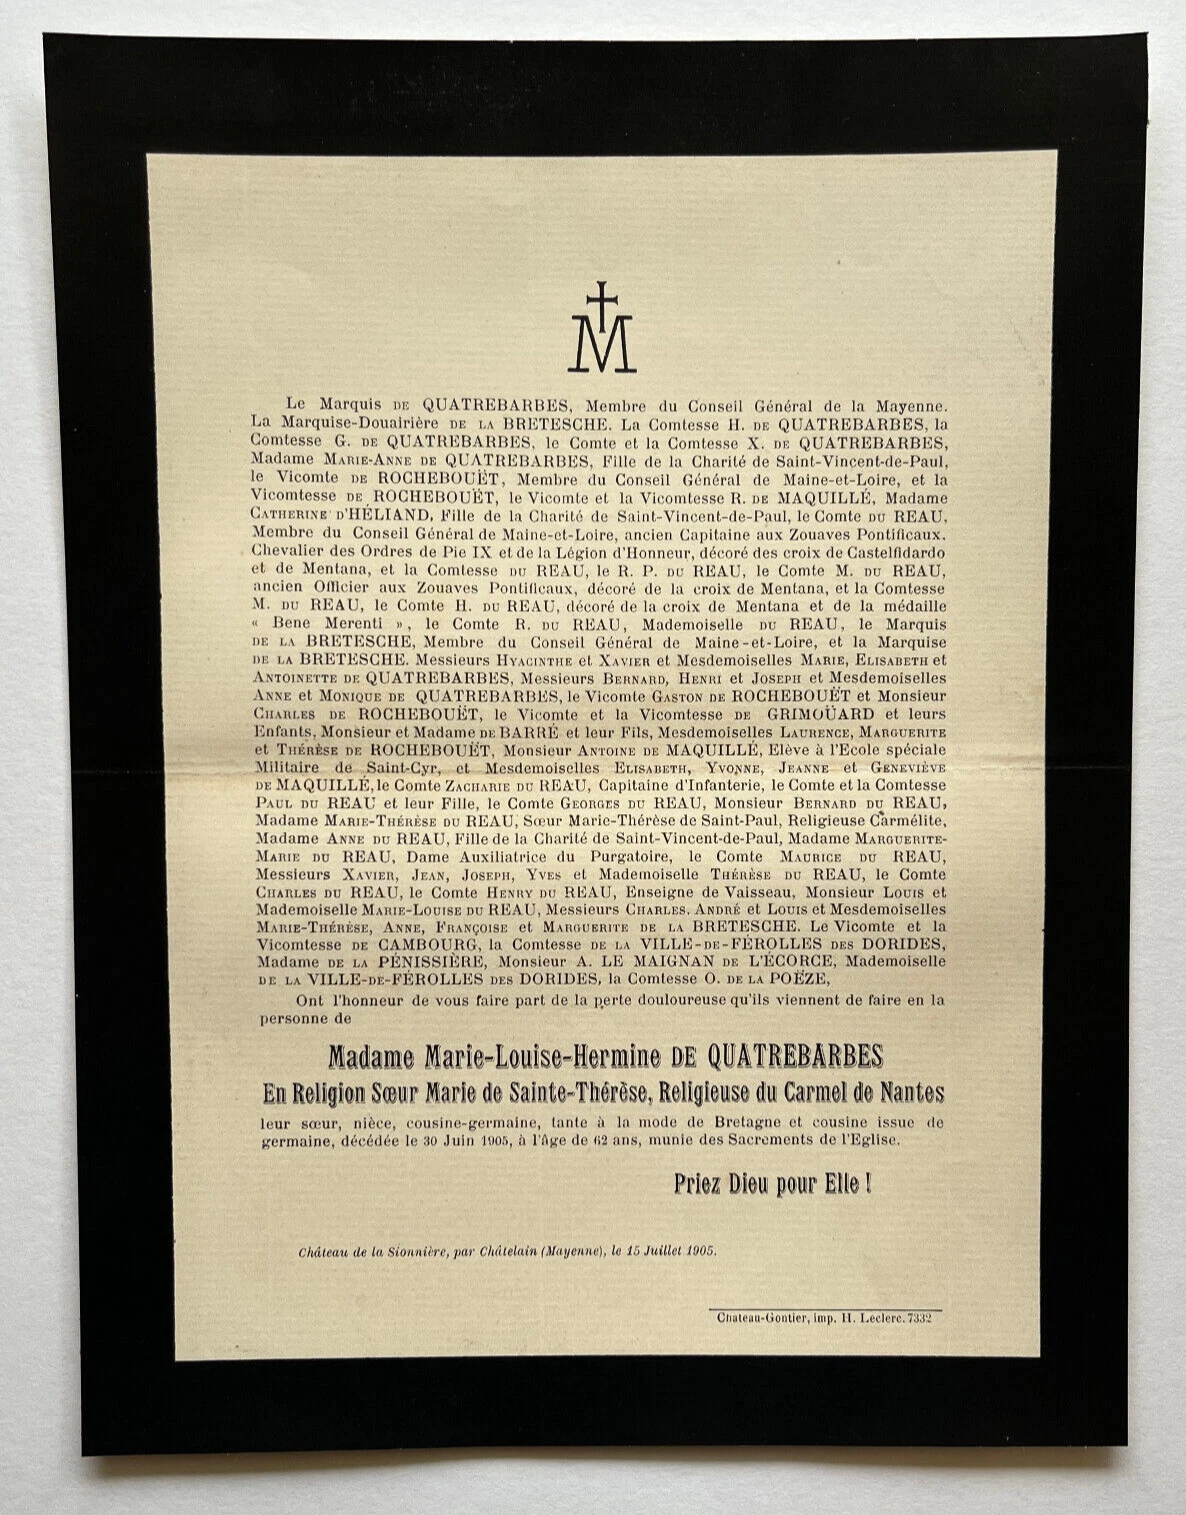 M
Le Marquis DE QUATREBARBES, Membre du Conseil Général de la Mayenne.
La Marquise-Douairière DE LA BRETESCHE. La Comtesse H. DE QUATREBARBES, la
Comtesse G. DE QUATREBARBES, le Comte et la Comtesse X. DE QUATREBARBES,
Madame MARIE-ANNE DE QUATREBARBES, Fille de la Charité de Saint-Vincent-de-Paul,
le Vicomte DE ROCHEBOUËT, Membre du Conseil Général de Maine-et-Loire, et la
Vicomtesse DE ROCHEBOUËT, le Vicomte et la Vicomtesse R. DE MAQUILLÉ, Madame
CATHERINE D'HÉLIAND, Fille de la Charité de Saint-Vincent-de-Paul, le Comte DU REAU,
Membre du Conseil Général de Maine-et-Loire, ancien Capitaine aux Zouaves Pontificaux.
Chevalier des Ordres de Pie IX et de la Légion d'Honneur, décoré des croix de Castelfidardo
et de Mentana, et la Comtesse DU REAU, le R. P. DU REAU, le Comte M. DU REAU,
ancien Officier aux Zouaves Pontificaux, décoré de la croix de Mentana, et la Comtesse
M. DU REAU, le Comte H. DU REAU, décoré de la croix de Mentana et de la médaille
« Bene Merenti », le Comte R. DU REAU, Mademoiselle DU REAU, le Marquis
DE LA BRETESCHE, Membre du Conseil Général de Maine-et-Loire, et la Marquise
DE LA BRETESCHE. Messieurs HYACINTHE et XAVIER et Mesdemoiselles MARIE, ELISABETH et
ANTOINETTE DE QUATREBARBES, Messieurs BERNARD, HENRI et JOSEPH et Mesdemoiselles
ANNE et MONIQUE DE QUATREBARBES, le Vicomte GASTON DE ROCHEBOUËT et Monsieur
CHARLES DE ROCHEBOUËT, le Vicomte et la Vicomtesse DE GRIMOÜARD et leurs
Enfants, Monsieur et Madame DE BARRÉ et leur Fils, Mesdemoiselles LAURENCE, MARGUERITE
et THÉRÈSE DE ROCHEBOUËT, Monsieur ANTOINE DE MAQUILLÉ, Elève à l'Ecole spéciale
Militaire de Saint-Cyr, et Mesdemoiselles ELISABETH, YVONNE, JEANNE et GENEVIÈVE
DE MAQUILLÉ, le Comte ZACHARIE DU REAU, Capitaine d'Infanterie, le Comte et la Comtesse
PAUL DU REAU et leur Fille, le Comte GEORGES DU REAU, Monsieur BERNARD DU REAU,
Madame MARIE-THÉRÈSE DU REAU, Sœur Marie-Thérèse de Saint-Paul, Religieuse Carmélite,
Madame ANNE DU REAU, Fille de la Charité de Saint-Vincent-de-Paul, Madame MARGUERITE-
MARIE DU REAU, Dame Auxiliatrice du Purgatoire, le Comte MAURICE DU REAU,
Messieurs XAVIER, JEAN, JOSEPH, YVES et Mademoiselle THÉRÈSE DU REAU, le Comte
CHARLES DU REAU, le Comte HENRY DU REAU, Enseigne de Vaisseau, Monsieur LOUIS et
Mademoiselle MARIE-LOUISE DU REAU, Messieurs CHARLES, ANDRÉ et LOUIS et Mesdemoiselles
MARIE-THÉRÈSE, ANNE, FRANÇOISE et MARGUERITE DE LA BRETESCHE. Le Vicomte et la
Vicomtesse DE CAMBOURG, la Comtesse DE LA VILLE-DE-FÉROLLES DES DORIDES,
Madame DE LA PÉNISSIÈRE, Monsieur A. LE MAIGNAN DE L'ÉCORCE, Mademoiselle
DE LA VILLE-DE-FÉROLLES DES DORIDES, la Comtesse O. DE LA POËZE,
Ont l'honneur de vous faire part de la perte douloureuse qu'ils viennent de faire en la
personne de
Madame Marie-Louise-Hermine DE QUATREBARBES
En Religion Sœur Marie de Sainte-Thérèse, Religieuse du Carmel de Nantes
leur sœur, nièce, cousine-germaine, tante à la mode de Bretagne et cousine issue de
germaine, décédée le 30 Juin 1905, à l'âge de 62 ans, munie des Sacrements de l'Eglise.
Priez Dieu pour Elle !
Château de la Sionnière, par Châtelain (Mayenne), le 15 Juillet 1905.
Chateau-Gontier, imp. H. Leclerc. 7332